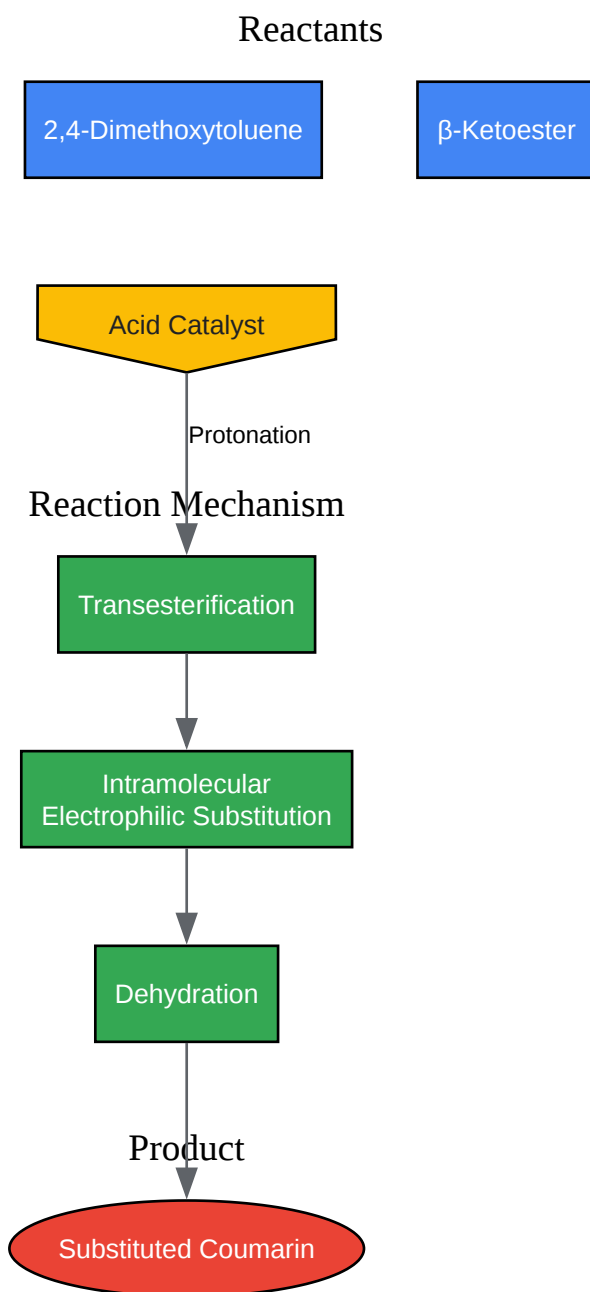 Reactants
2,4-Dimethoxytoluene
β-Ketoester
Acid Catalyst
Protonation
Reaction Mechanism
Transesterification
Intramolecular
Electrophilic Substitution
Dehydration
Product
Substituted Coumarin